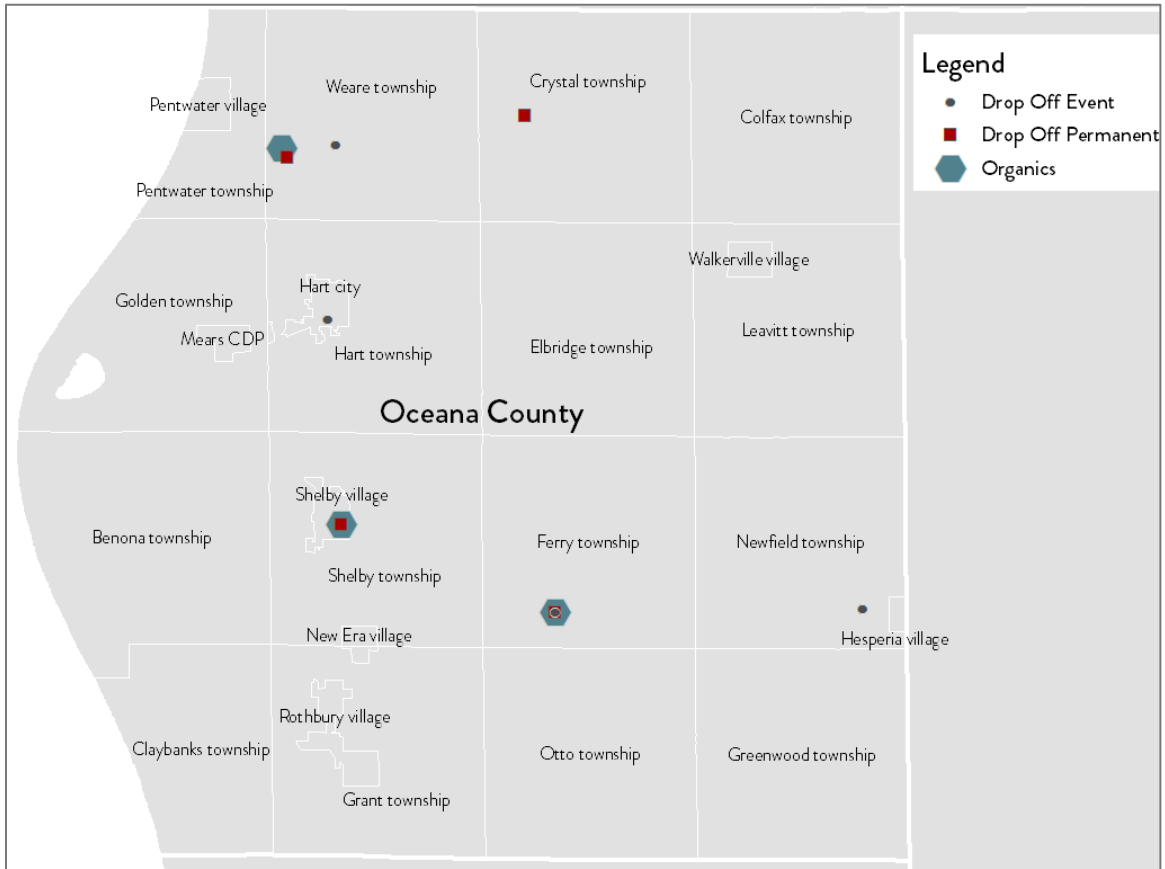 Legend
Drop Off Event
Drop Off Permanent
Organics
Crystal township
Weare township
Pentwater village
Colfax township
Pentwater township
Walkerville village
Hart city
Golden township
Leavitt township
Mears CDP
Elbridge township
Hart township
Oceana County
Shelby village
Benona township
Ferry township
Newfield township
Shelby township
New Era village
Hesperia village
Rothbury village
Claybanks township
Otto township
Greenwood township
Grant township